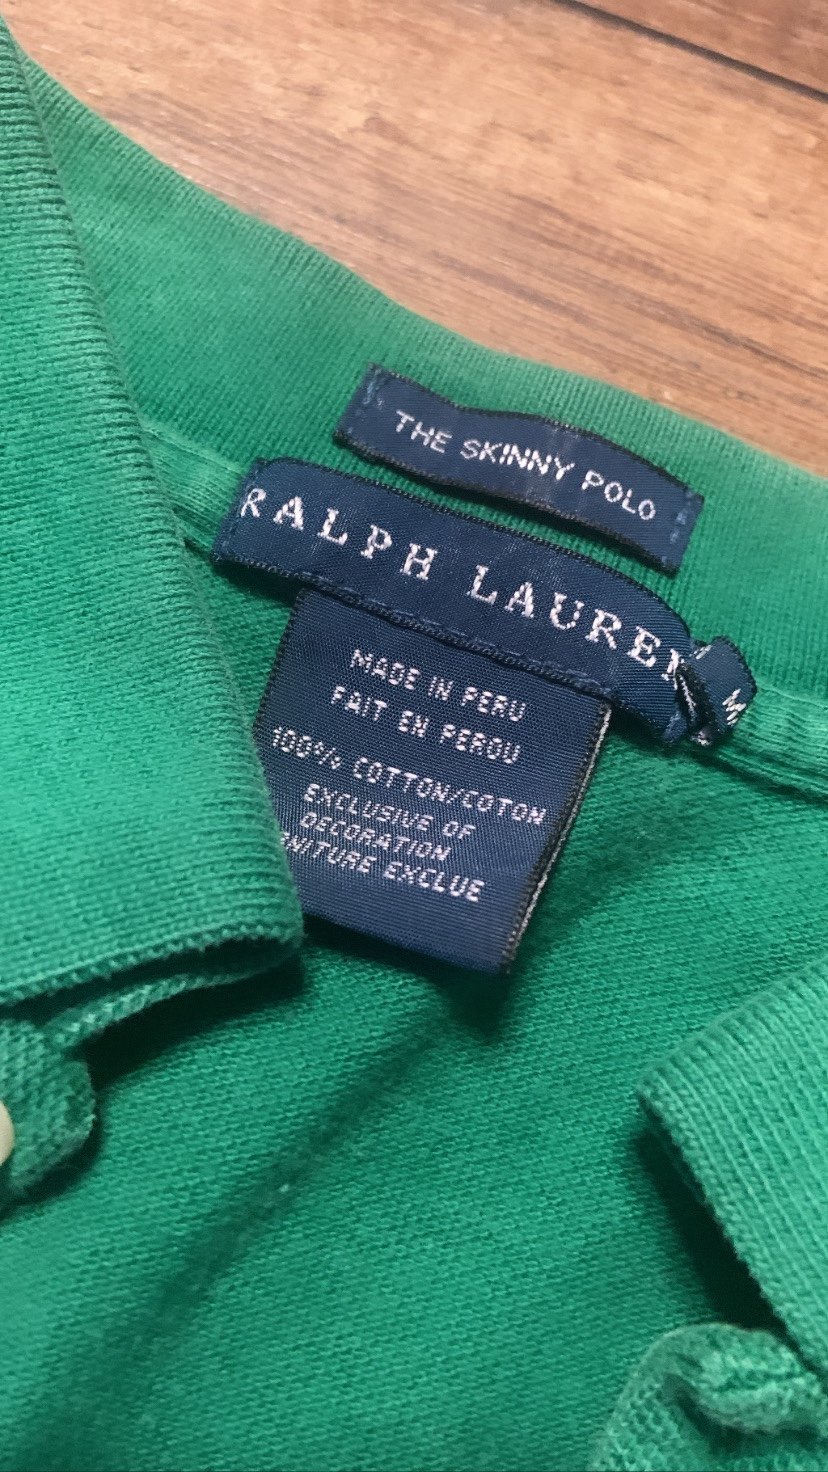 THE SKINNY POLO
RALPH LAUREN
M
MADE IN PERU
FAIT EN PEROU
100% COTTON/COTON
EXCLUSIVE OF
DECORATION
EXCLUE